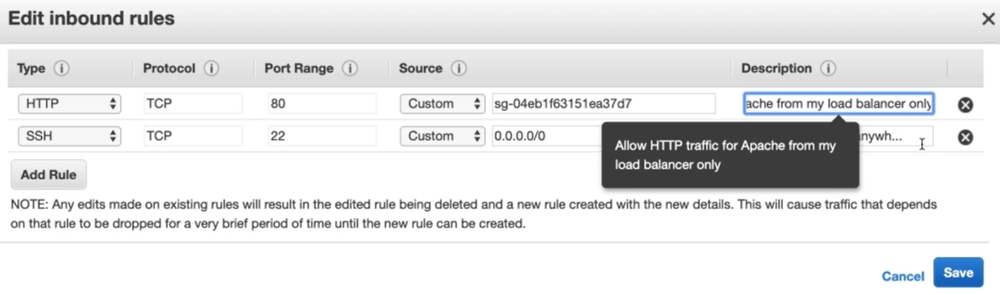 Edit inbound rules
Type Protocol Port Range Source Description
HTTP TCP 80 Custom sg-04eb1f63151ea37d7 ache from my load balancer only
SSH TCP 22 Custom 0.0.0.0/0 nywh...
Allow HTTP traffic for Apache from my
load balancer only
Add Rule
NOTE: Any edits made on existing rules will result in the edited rule being deleted and a new rule created with the new details. This will cause traffic that depends
on that rule to be dropped for a very brief period of time until the new rule can be created.
Cancel Save